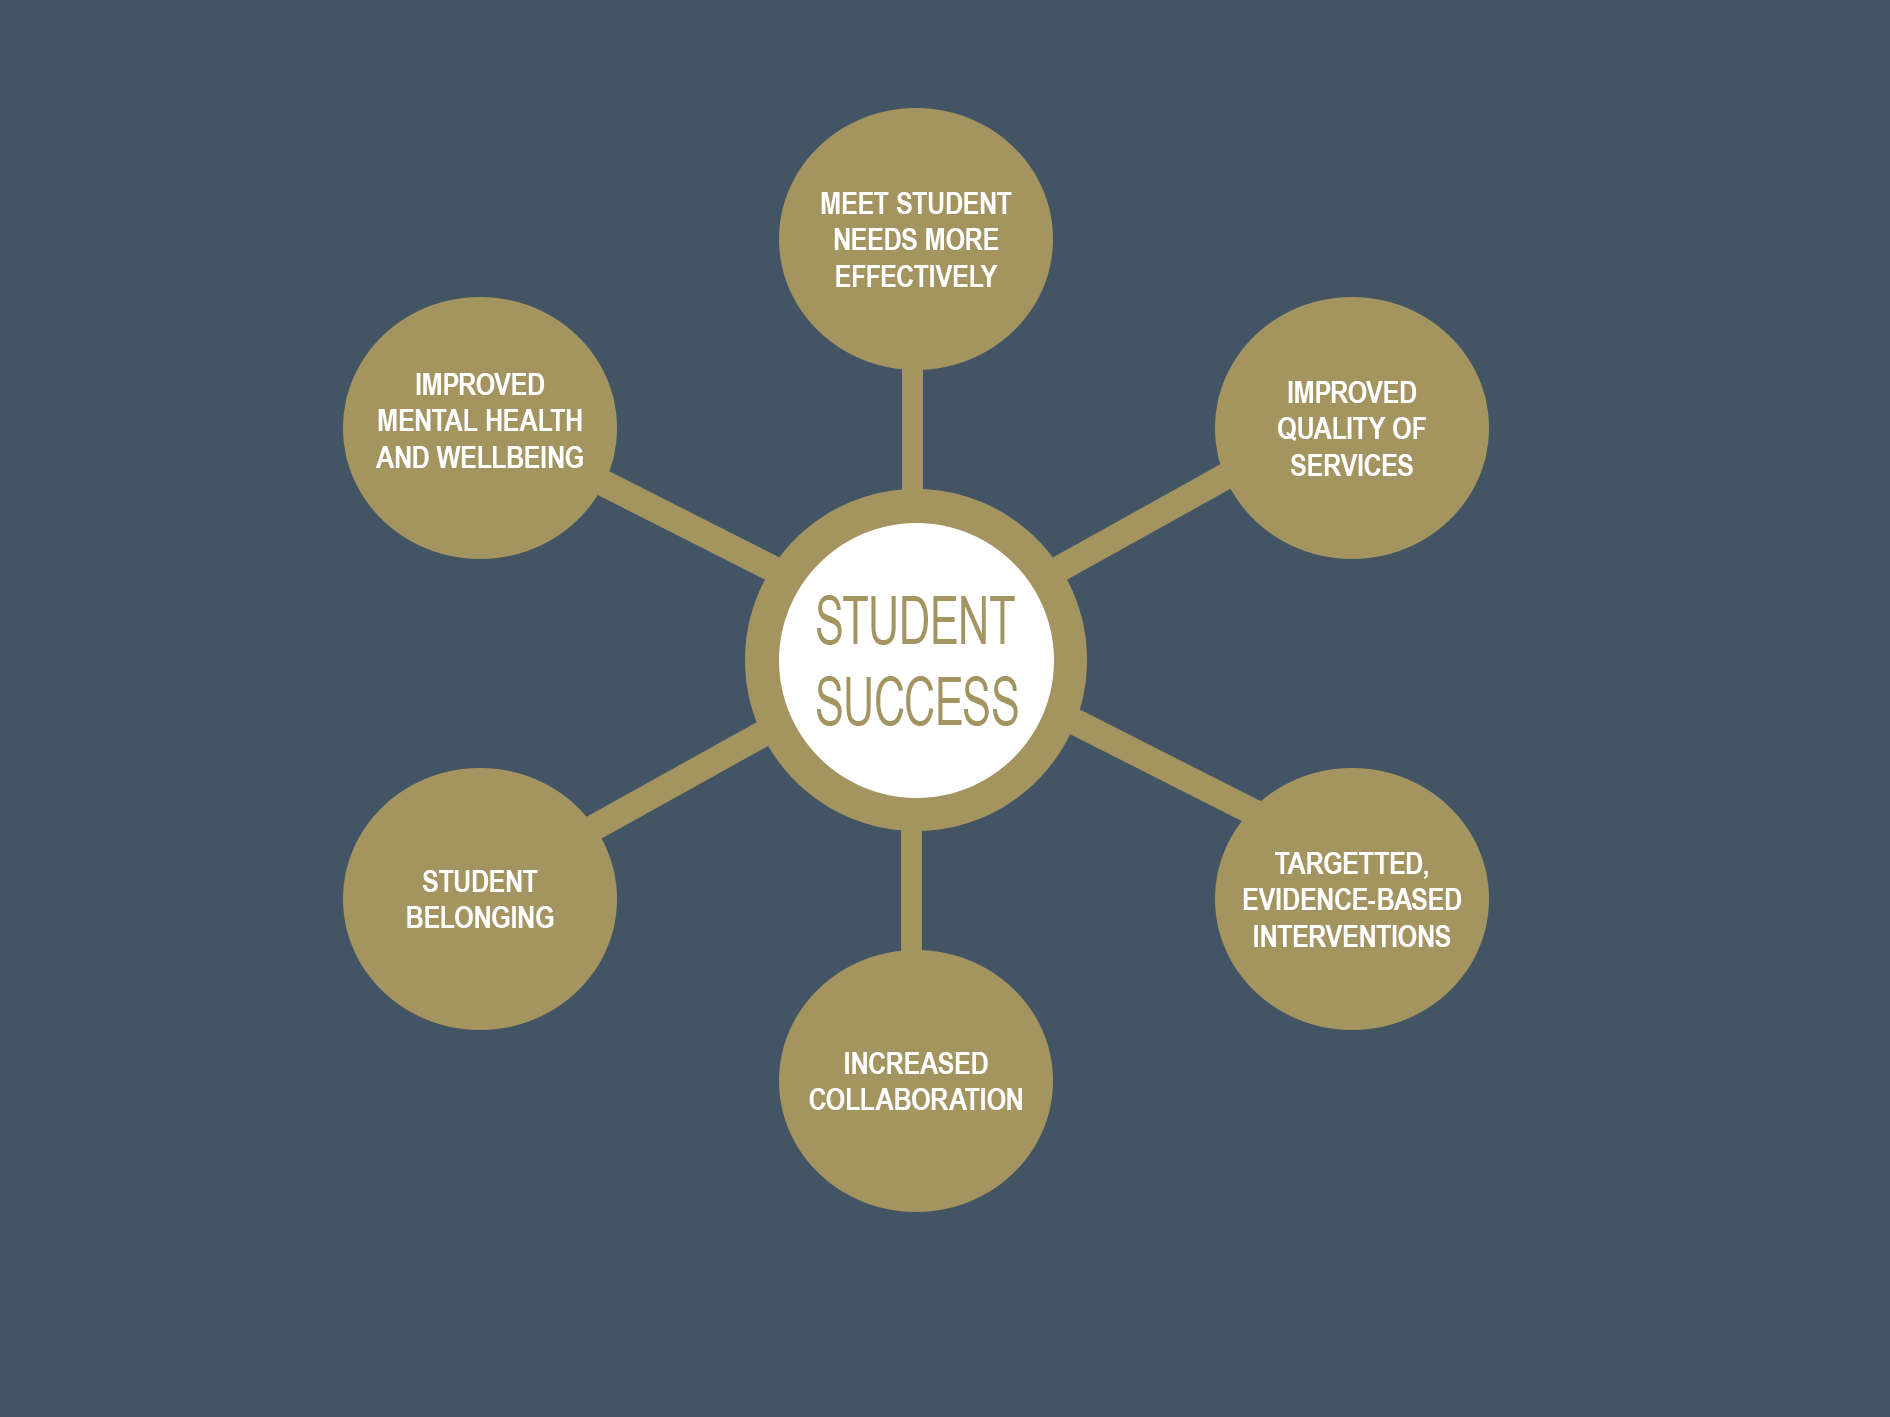 MEET STUDENT
NEEDS MORE
EFFECTIVELY
IMPROVED
MENTAL HEALTH
AND WELLBEING
IMPROVED
QUALITY OF
SERVICES
STUDENT
SUCCESS
STUDENT
BELONGING
TARGETTED,
EVIDENCE-BASED
INTERVENTIONS
INCREASED
COLLABORATION